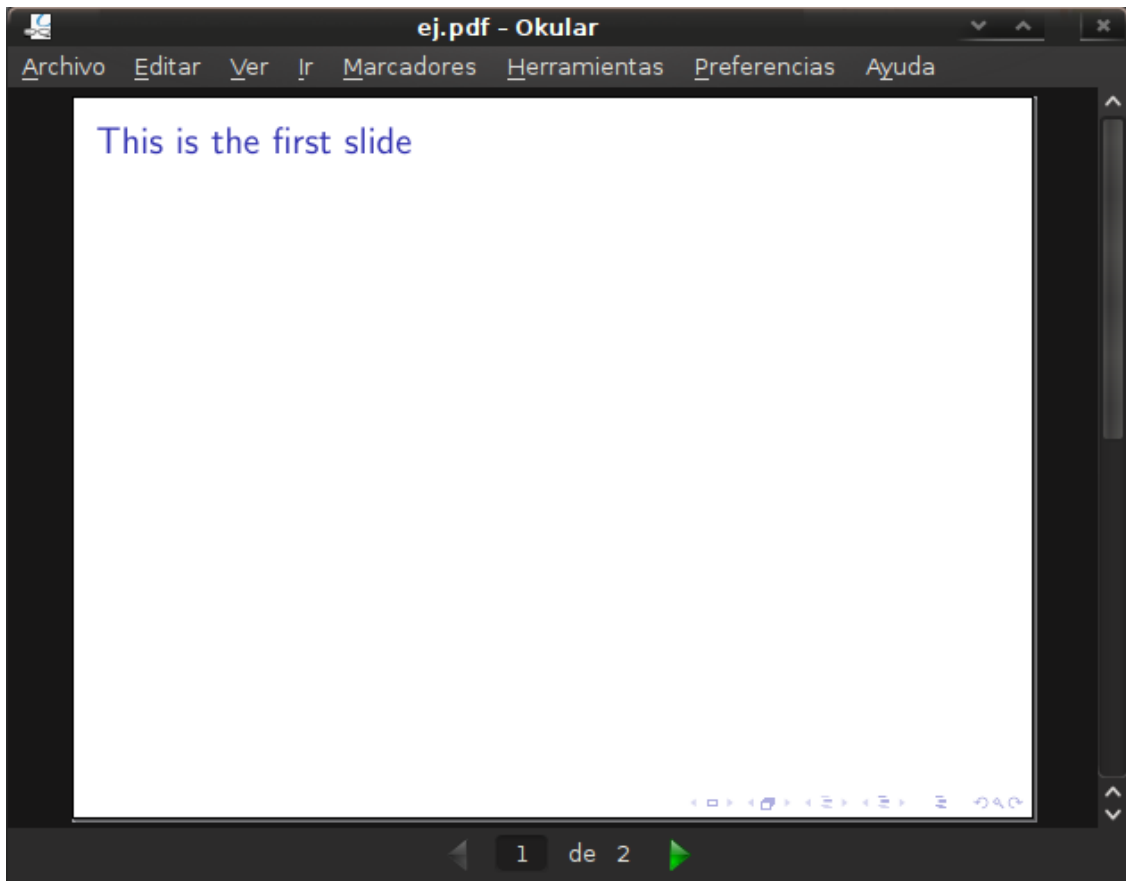 ej.pdf – Okular
Archivo Editar Ver Ir Marcadores Herramientas Preferencias Ayuda
This is the first slide
1 de 2